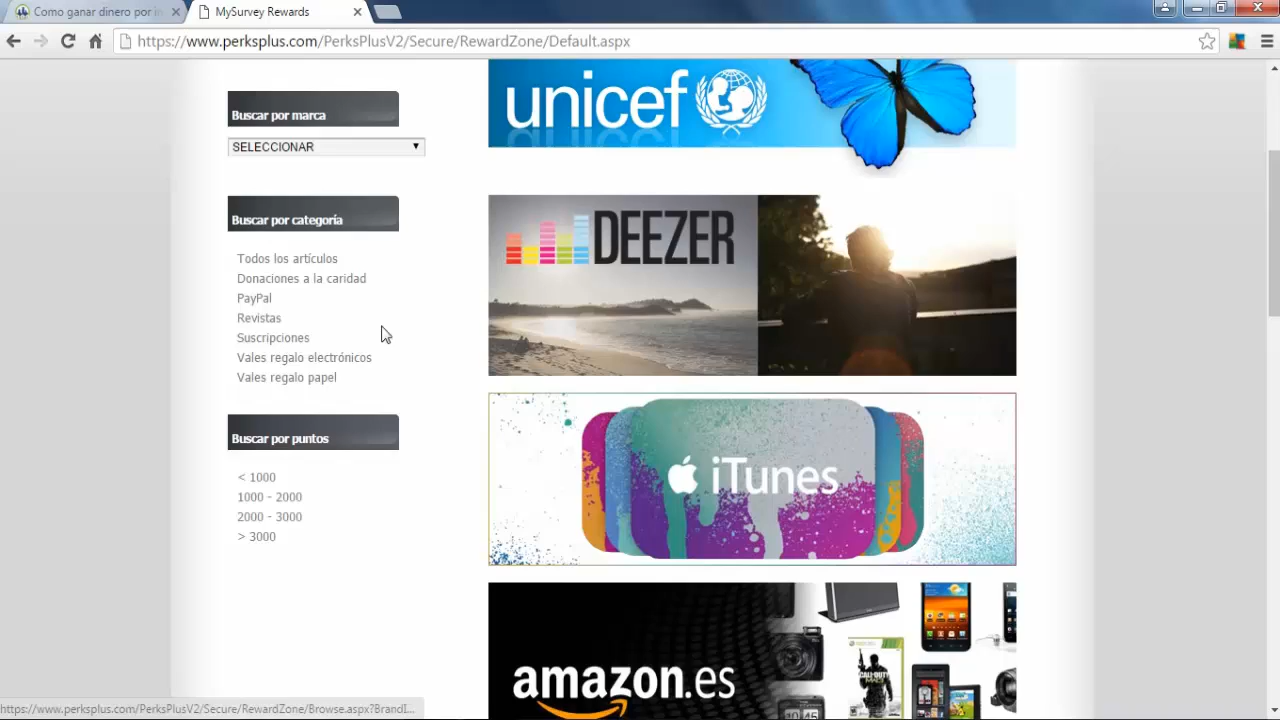 Como ganar dinero por in
MySurvey Rewards
https://www.perksplus.com/PerksPlusV2/Secure/RewardZone/Default.aspx
Buscar por marca
SELECCIONAR
Buscar por categoría
Todos los artículos
Donaciones a la caridad
PayPal
Revistas
Suscripciones
Vales regalo electrónicos
Vales regalo papel
Buscar por puntos
< 1000
1000 - 2000
2000 - 3000
> 3000
unicef
DEEZER
iTunes
amazon.es
https://www.perksplus.com/PerksPlusV2/Secure/RewardZone/Browse.aspx?BrandI...